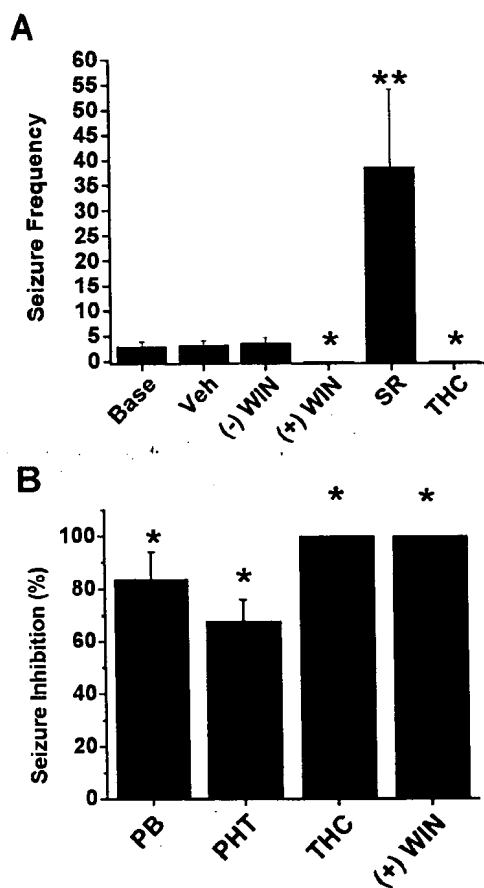 A
Seizure Frequency
60
55
50
45
40
35
30
25
20
15
10
5
0
**
*
*
Base
Veh
(-) WIN
(+) WIN
SR
THC
B
Seizure Inhibition (%)
100
80
60
40
20
0
*
*
*
*
PB
PHT
THC
(+) WIN